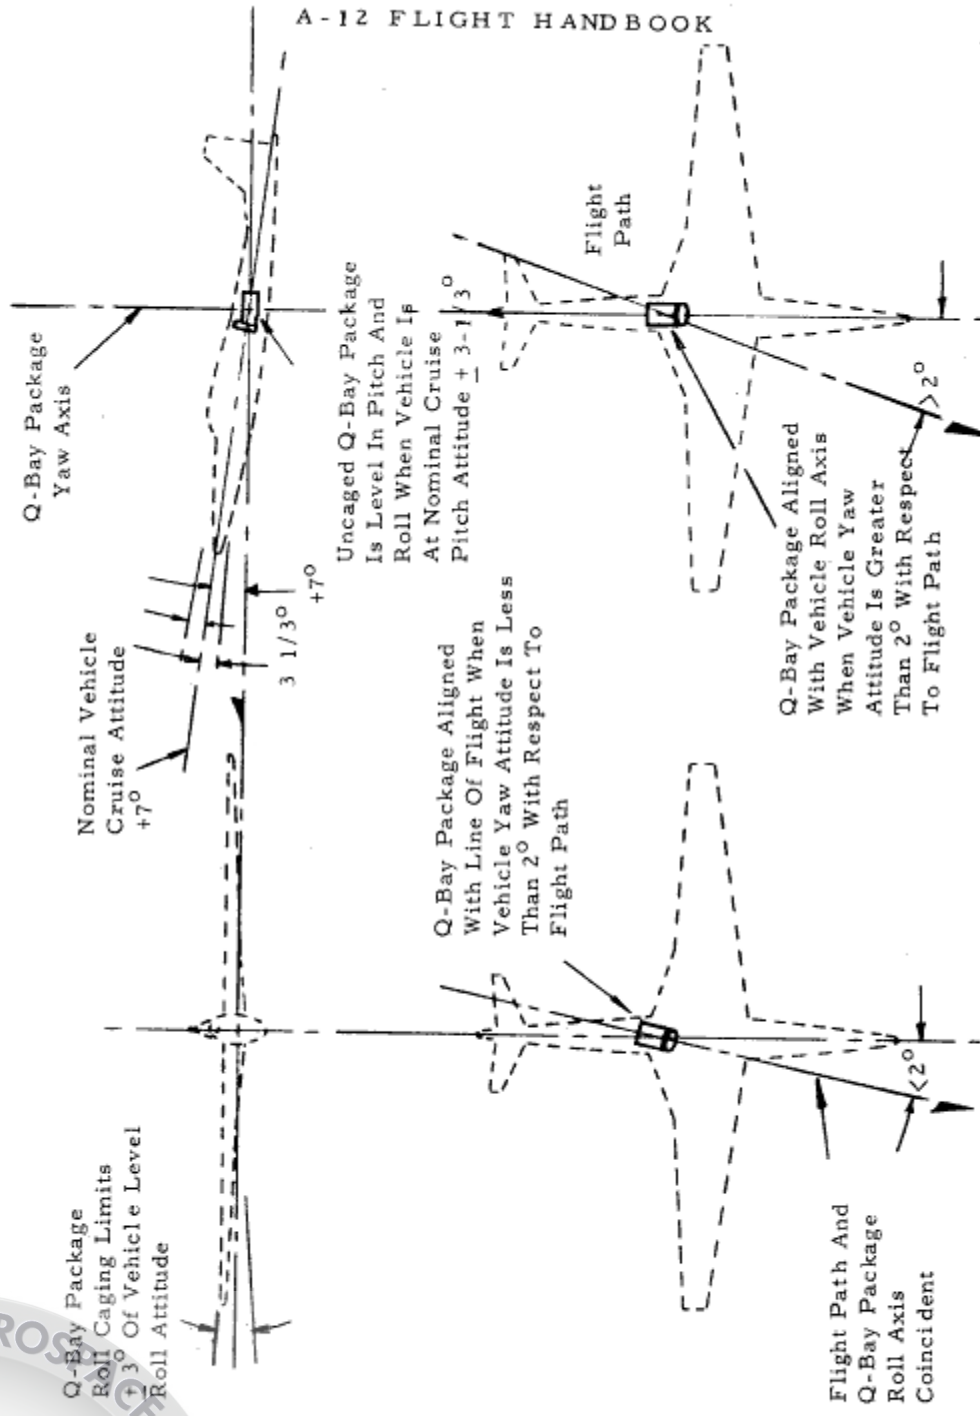 A-12 FLIGHT HANDBOOK
Q-Bay Package
Roll Caging Limits
±3° Of Vehicle Level
Roll Attitude
Nominal Vehicle
Cruise Attitude
+7°
Q-Bay Package
Yaw Axis
3 1/3°
+7°
Uncaged Q-Bay Package
Is Level In Pitch And
Roll When Vehicle Is
At Nominal Cruise
Pitch Attitude ± 3-1/3°
Q-Bay Package Aligned
With Line Of Flight When
Vehicle Yaw Attitude Is Less
Than 2° With Respect To
Flight Path
Flight
Path
Flight Path And
Q-Bay Package
Roll Axis
Coincident
<2°
Q-Bay Package Aligned
With Vehicle Roll Axis
When Vehicle Yaw
Attitude Is Greater
Than 2° With Respect
To Flight Path
>2°
ROSPACE